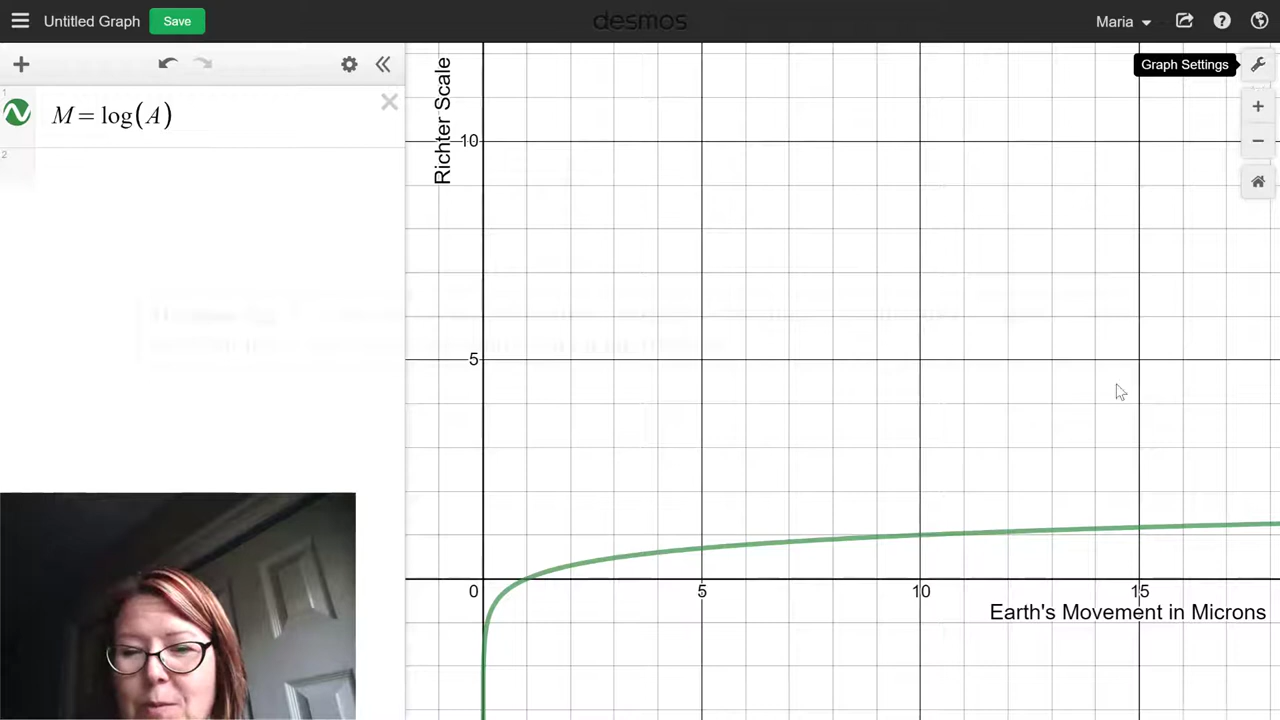 Untitled Graph Save desmos Maria
Graph Settings
1 M = log(A)
2
Richter Scale
10
5
0 5 10 15
Earth's Movement in Microns